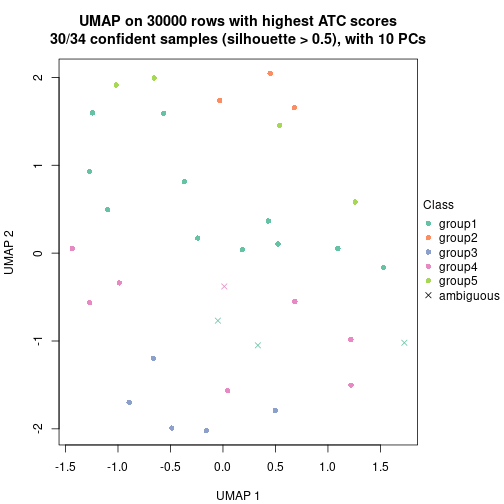 UMAP on 30000 rows with highest ATC scores
30/34 confident samples (silhouette > 0.5), with 10 PCs
UMAP 2
2
1
0
-1
-2
-1.5 -1.0 -0.5 0.0 0.5 1.0 1.5
UMAP 1
Class
group1
group2
group3
group4
group5
ambiguous